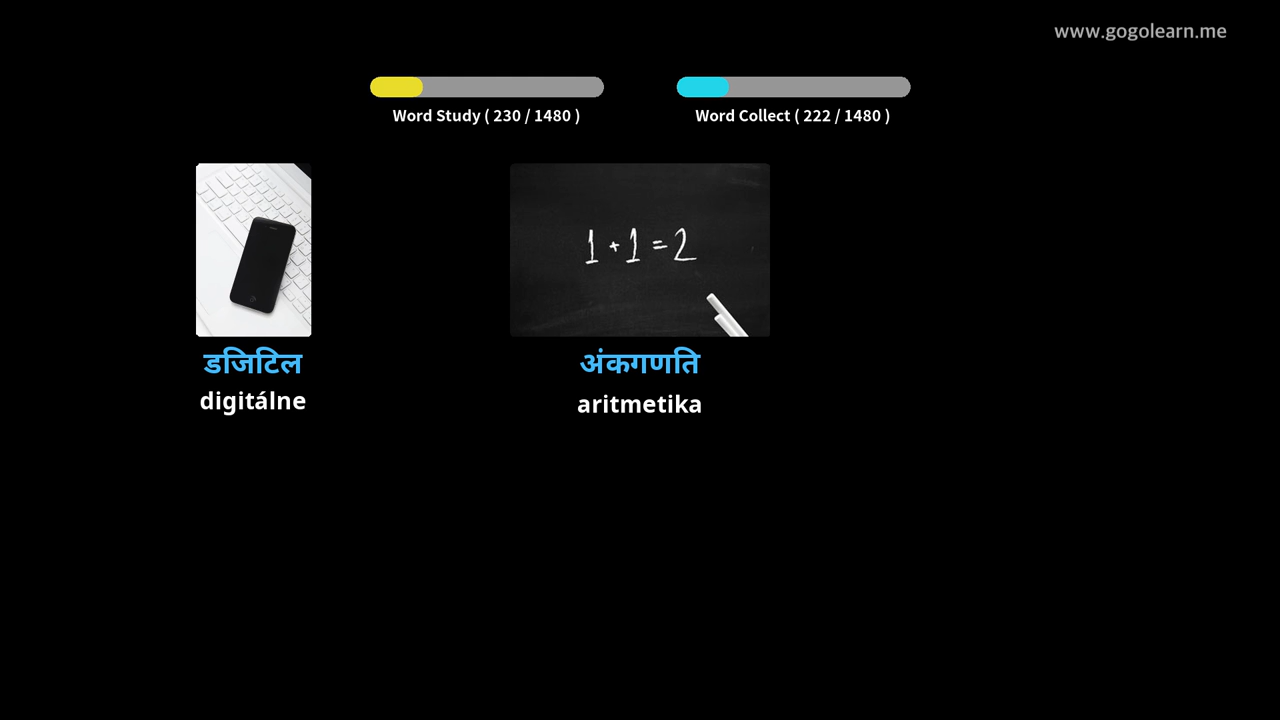 www.gogolearn.me
Word Study ( 230 / 1480 )
Word Collect ( 222 / 1480 )
1 + 1 = 2
डजिटिल
digitálne
अंकगणति
aritmetika